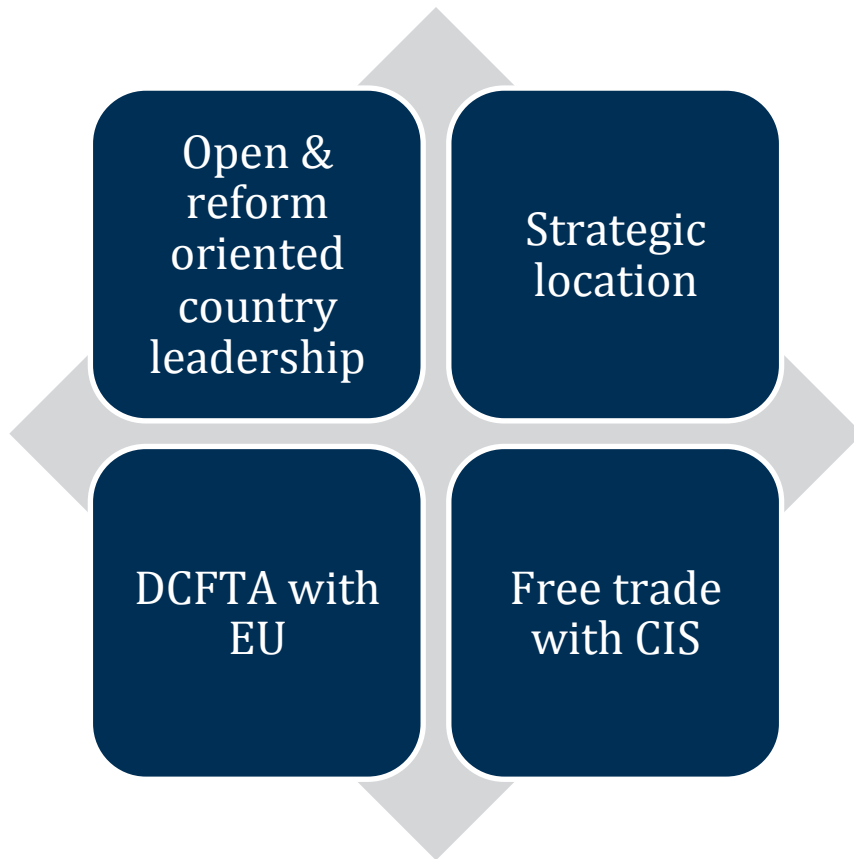 Open &
reform
oriented
country
leadership
Strategic
location
DCFTA with
EU
Free trade
with CIS